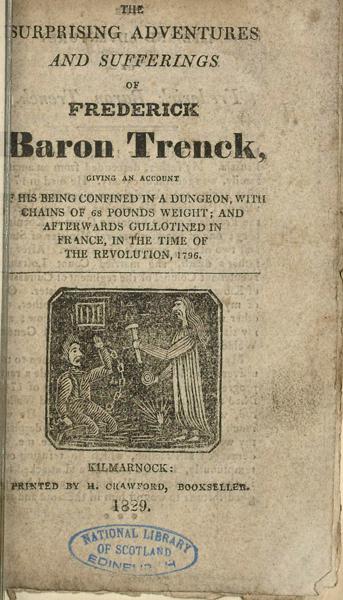 THE
SURPRISING ADVENTURES
AND SUFFERINGS
OF
FREDERICK
Baron Trenck,
GIVING AN ACCOUNT
F HIS BEING CONFINED IN A DUNGEON, WITH
CHAINS OF 68 POUNDS WEIGHT; AND
AFTERWARDS GULLOTINED IN
FRANCE, IN THE TIME OF
THE REVOLUTION, 1796.
KILMARNOCK:
PRINTED BY H. CRAWFORD, BOOKSELLER.
1829.
NATIONAL LIBRARY
OF SCOTLAND
EDINBURGH